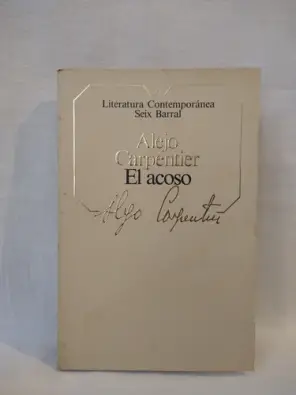 Literatura Contemporánea
Seix Barral
Alejo
Carpentier
El acoso
Alejo Carpentier